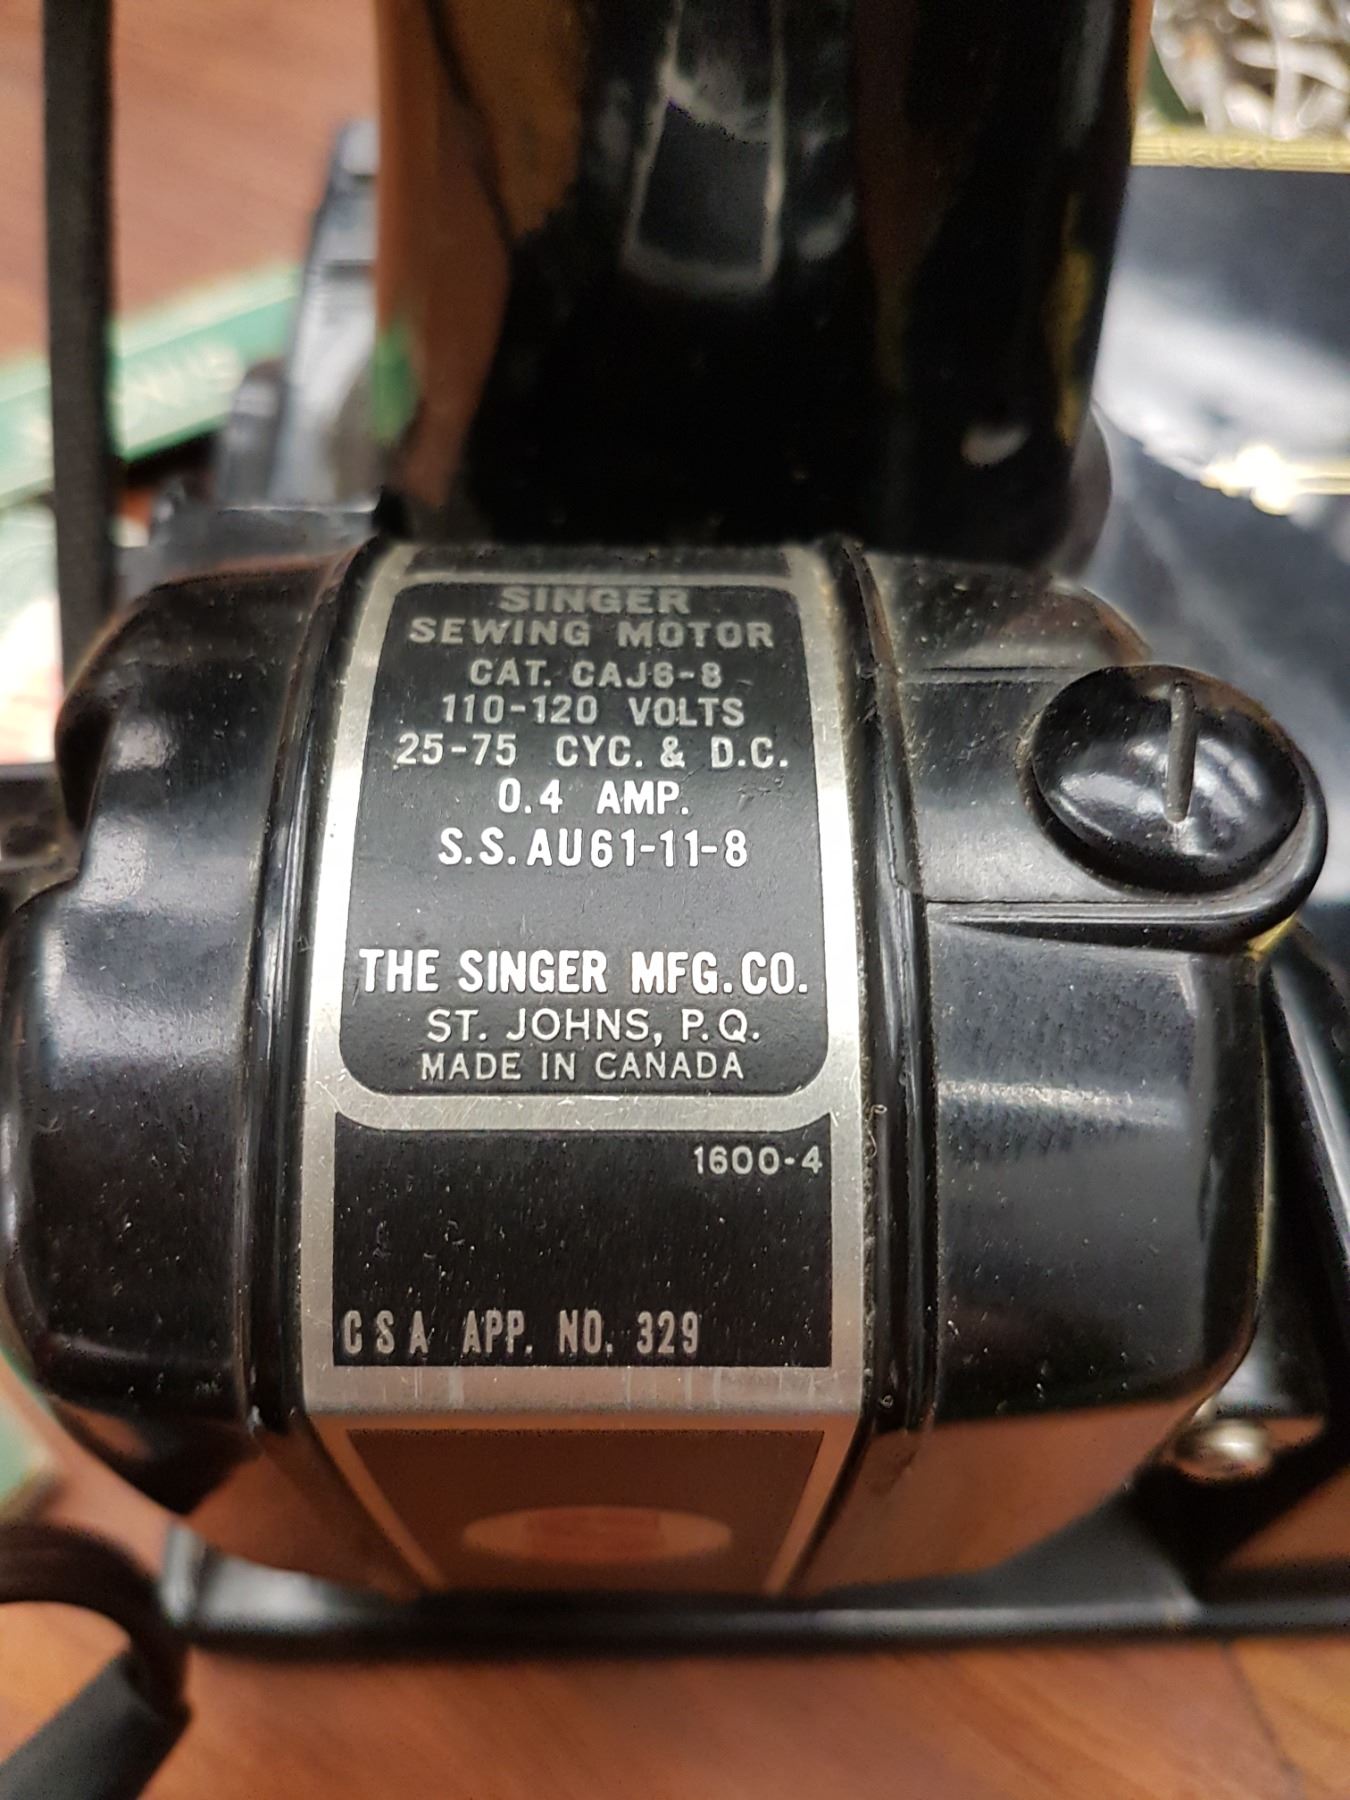 SINGER
SEWING MOTOR
CAT. CAJ6-8
110-120 VOLTS
25-75 CYC. & D.C.
0.4 AMP.
S.S. AU61-11-8
THE SINGER MFG. CO.
ST. JOHNS, P.Q.
MADE IN CANADA
1600-4
CSA APP. NO. 329